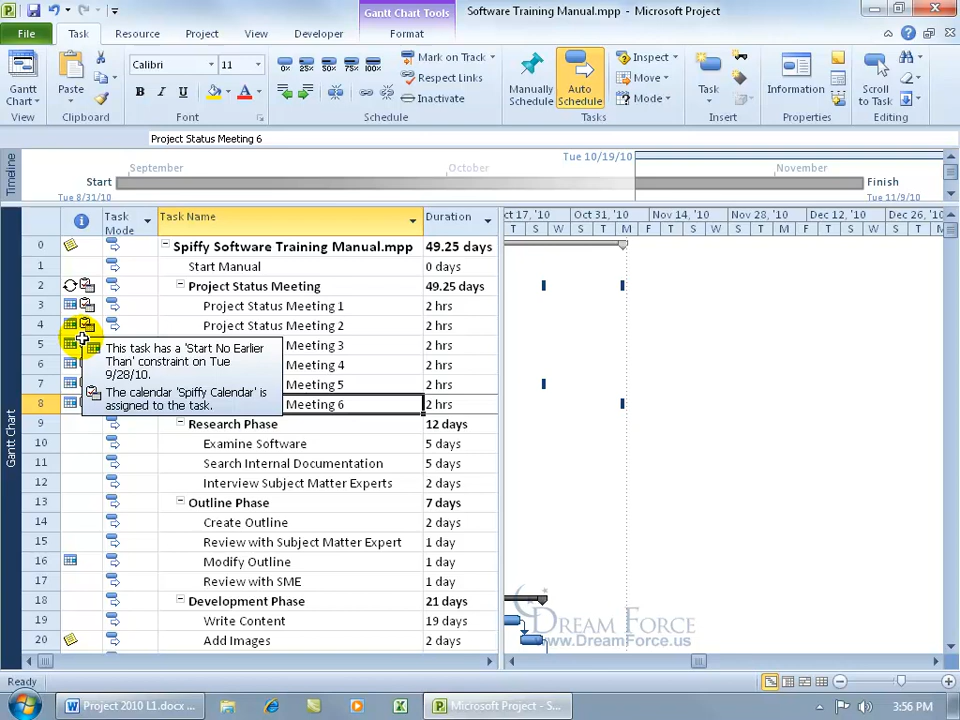 Gantt Chart Tools
Software Training Manual.mpp - Microsoft Project
File
Task
Resource
Project
View
Developer
Format
Gantt
Chart
View
Paste
Clipboard
Calibri
11
B I U A
Font
0% 25% 50% 75% 100%
Mark on Track
Respect Links
Inactivate
Schedule
Manually
Schedule
Auto
Schedule
Inspect
Move
Mode
Tasks
Task
Insert
Information
Properties
Scroll
to Task
Editing
Project Status Meeting 6
Timeline
Tue 10/19/10
September
October
November
Start
Finish
Tue 8/31/10
Tue 11/9/10
Gantt Chart
Task
Mode
Task Name
Duration
ct 17, '10 Oct 31, '10 Nov 14, '10 Nov 28, '10 Dec 12, '10 Dec 26, '10
T S W S T M F T S W S T M F T S W
0 Spiffy Software Training Manual.mpp 49.25 days
1 Start Manual 0 days
2 Project Status Meeting 49.25 days
3 Project Status Meeting 1 2 hrs
4 Project Status Meeting 2 2 hrs
5 Meeting 3 2 hrs
6 Meeting 4 2 hrs
7 Meeting 5 2 hrs
8 Meeting 6 2 hrs
This task has a 'Start No Earlier
Than' constraint on Tue
9/28/10.
The calendar 'Spiffy Calendar' is
assigned to the task.
9 Research Phase 12 days
10 Examine Software 5 days
11 Search Internal Documentation 5 days
12 Interview Subject Matter Experts 2 days
13 Outline Phase 7 days
14 Create Outline 2 days
15 Review with Subject Matter Expert 1 day
16 Modify Outline 1 day
17 Review with SME 1 day
18 Development Phase 21 days
19 Write Content 19 days
20 Add Images 2 days
DREAM FORCE
www.DreamForce.us
Ready
Project 2010 L1.docx ...
Microsoft Project - S...
3:56 PM